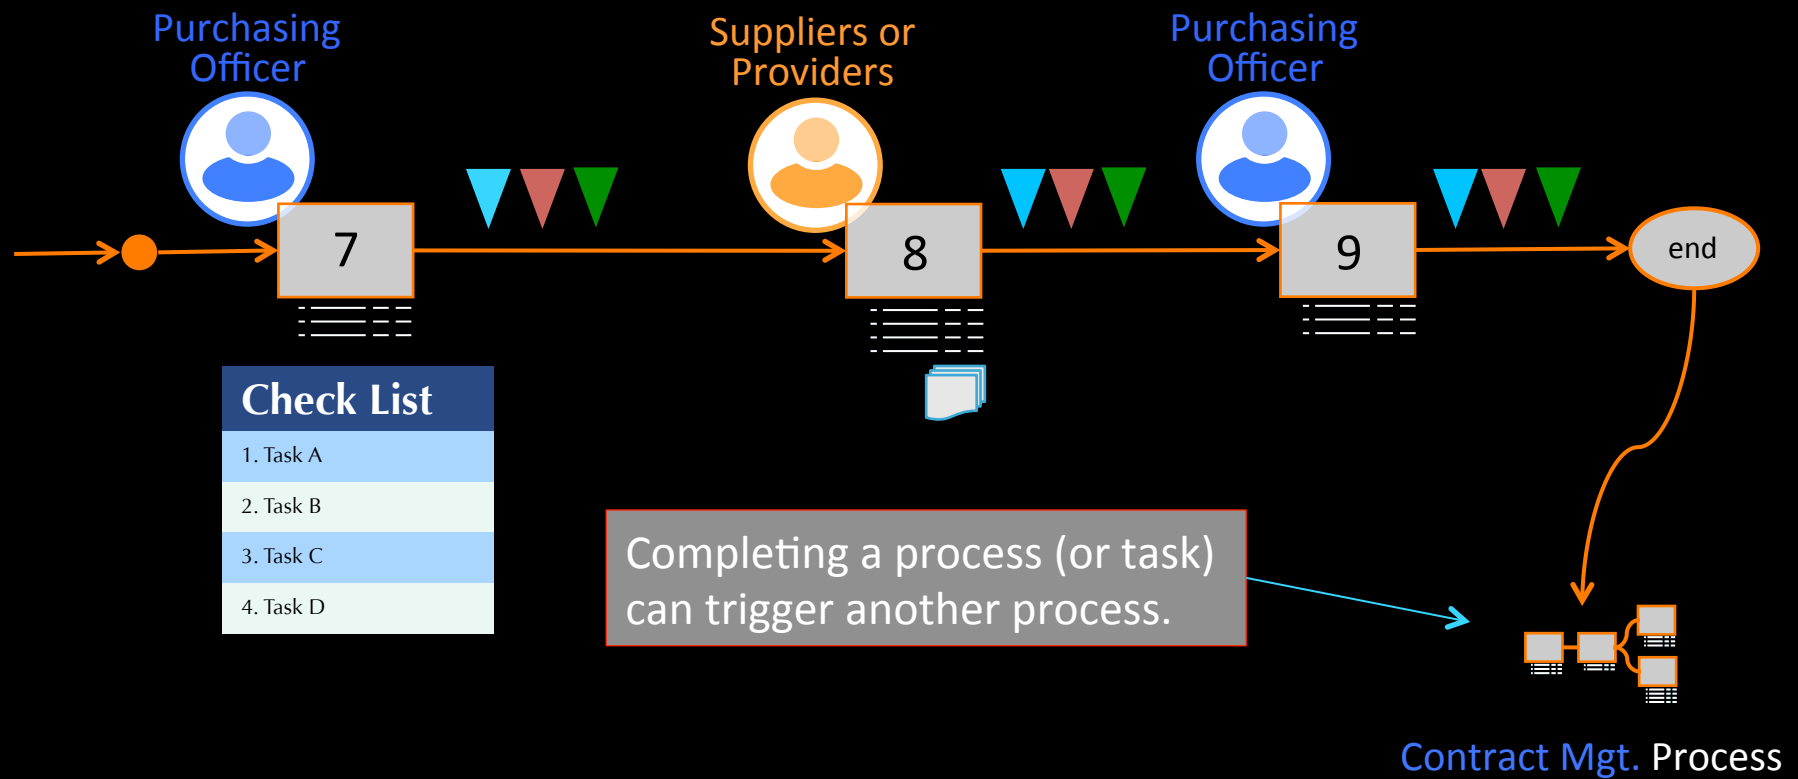 Purchasing
Officer
Suppliers or
Providers
Purchasing
Officer
7
8
9
end
Check List
1. Task A
2. Task B
3. Task C
4. Task D
Completing a process (or task)
can trigger another process.
Contract Mgt. Process